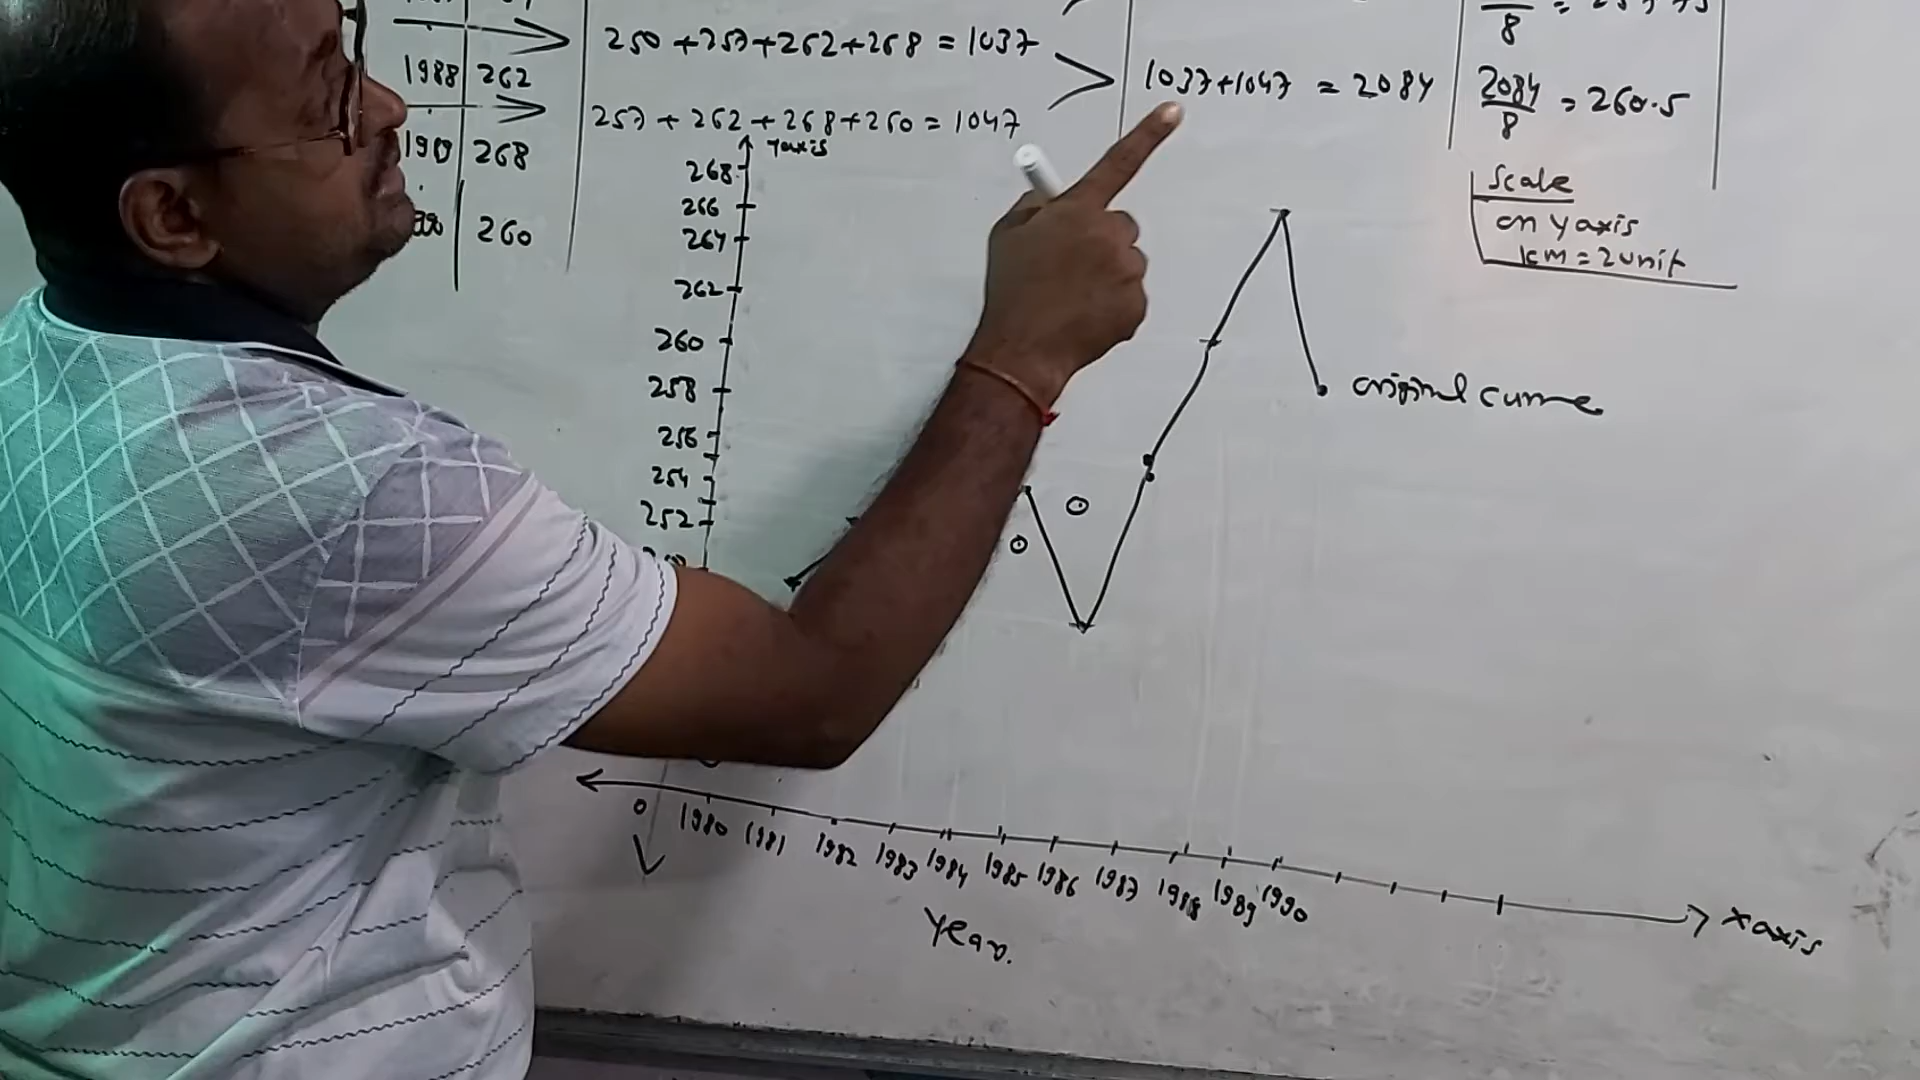 250 + 257 + 262 + 268 = 1037
1988 | 262
1037 + 1047 = 2084
8
2084
8
= 260.5
257 + 262 + 268 + 260 = 1047
268
260
Scale
on y axis
1cm = 2 unit
y axis
268
266
264
262
260
258
256
254
252
original curve
0 1980 1981 1982 1983 1984 1985 1986 1987 1988 1989 1990
x axis
Year.